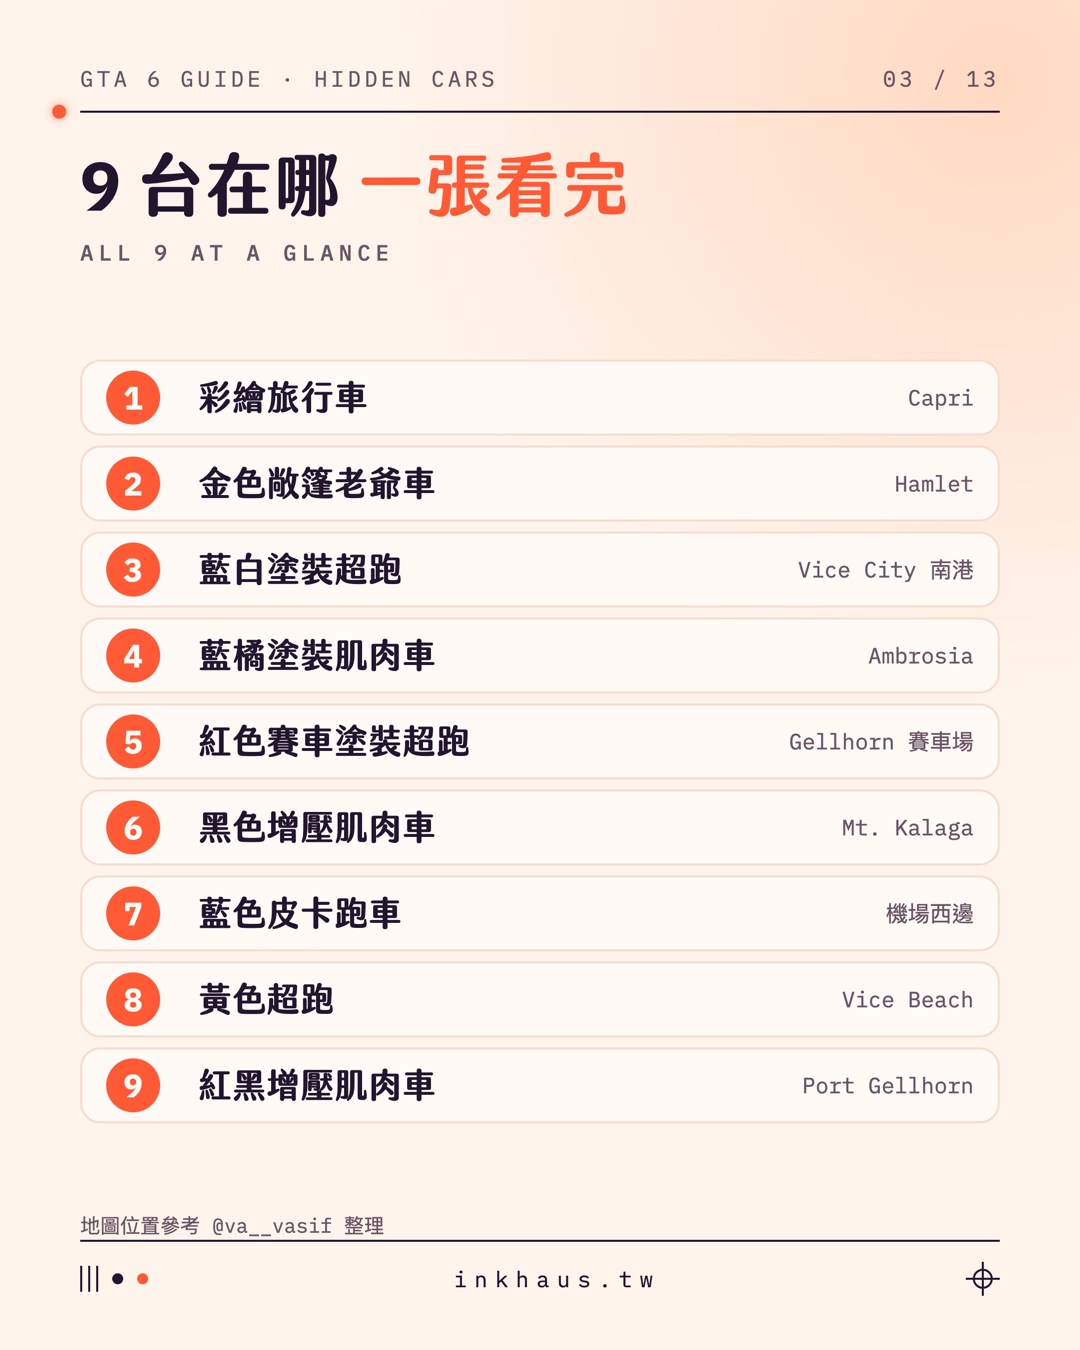 GTA 6 GUIDE · HIDDEN CARS 03 / 13
9 台在哪 一張看完
ALL 9 AT A GLANCE
1 彩繪旅行車 Capri
2 金色敞篷老爺車 Hamlet
3 藍白塗裝超跑 Vice City 南港
4 藍橘塗裝肌肉車 Ambrosia
5 紅色賽車塗裝超跑 Gellhorn 賽車場
6 黑色增壓肌肉車 Mt. Kalaga
7 藍色皮卡跑車 機場西邊
8 黃色超跑 Vice Beach
9 紅黑增壓肌肉車 Port Gellhorn
地圖位置參考 @va__vasif 整理
inkhaus.tw